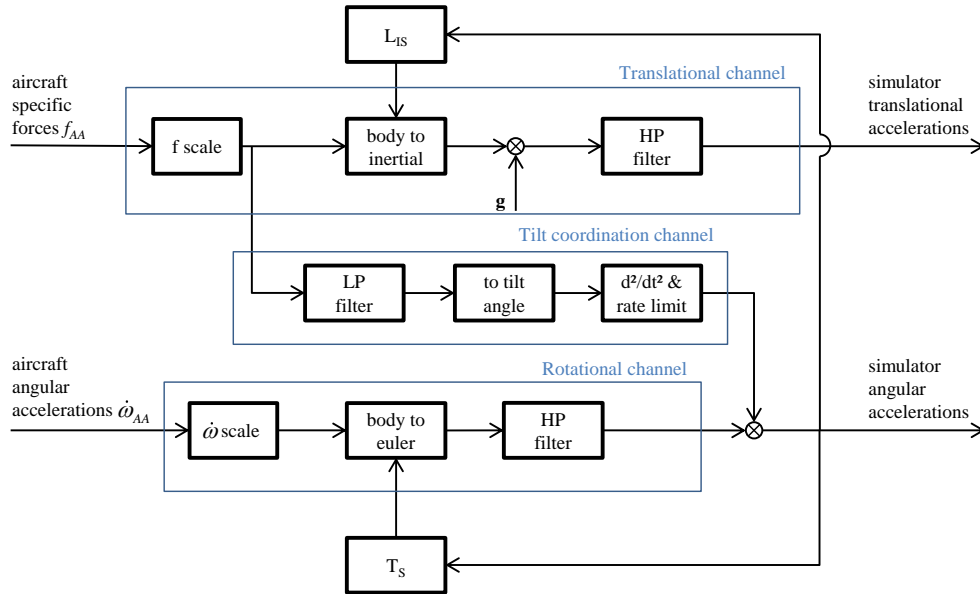 L_IS
Translational channel
aircraft
specific
forces f_AA
f scale
body to
inertial
g
HP
filter
simulator
translational
accelerations
Tilt coordination channel
LP
filter
to tilt
angle
d²/dt² &
rate limit
Rotational channel
aircraft
angular
accelerations ω̇_AA
ω̇ scale
body to
euler
HP
filter
simulator
angular
accelerations
T_S